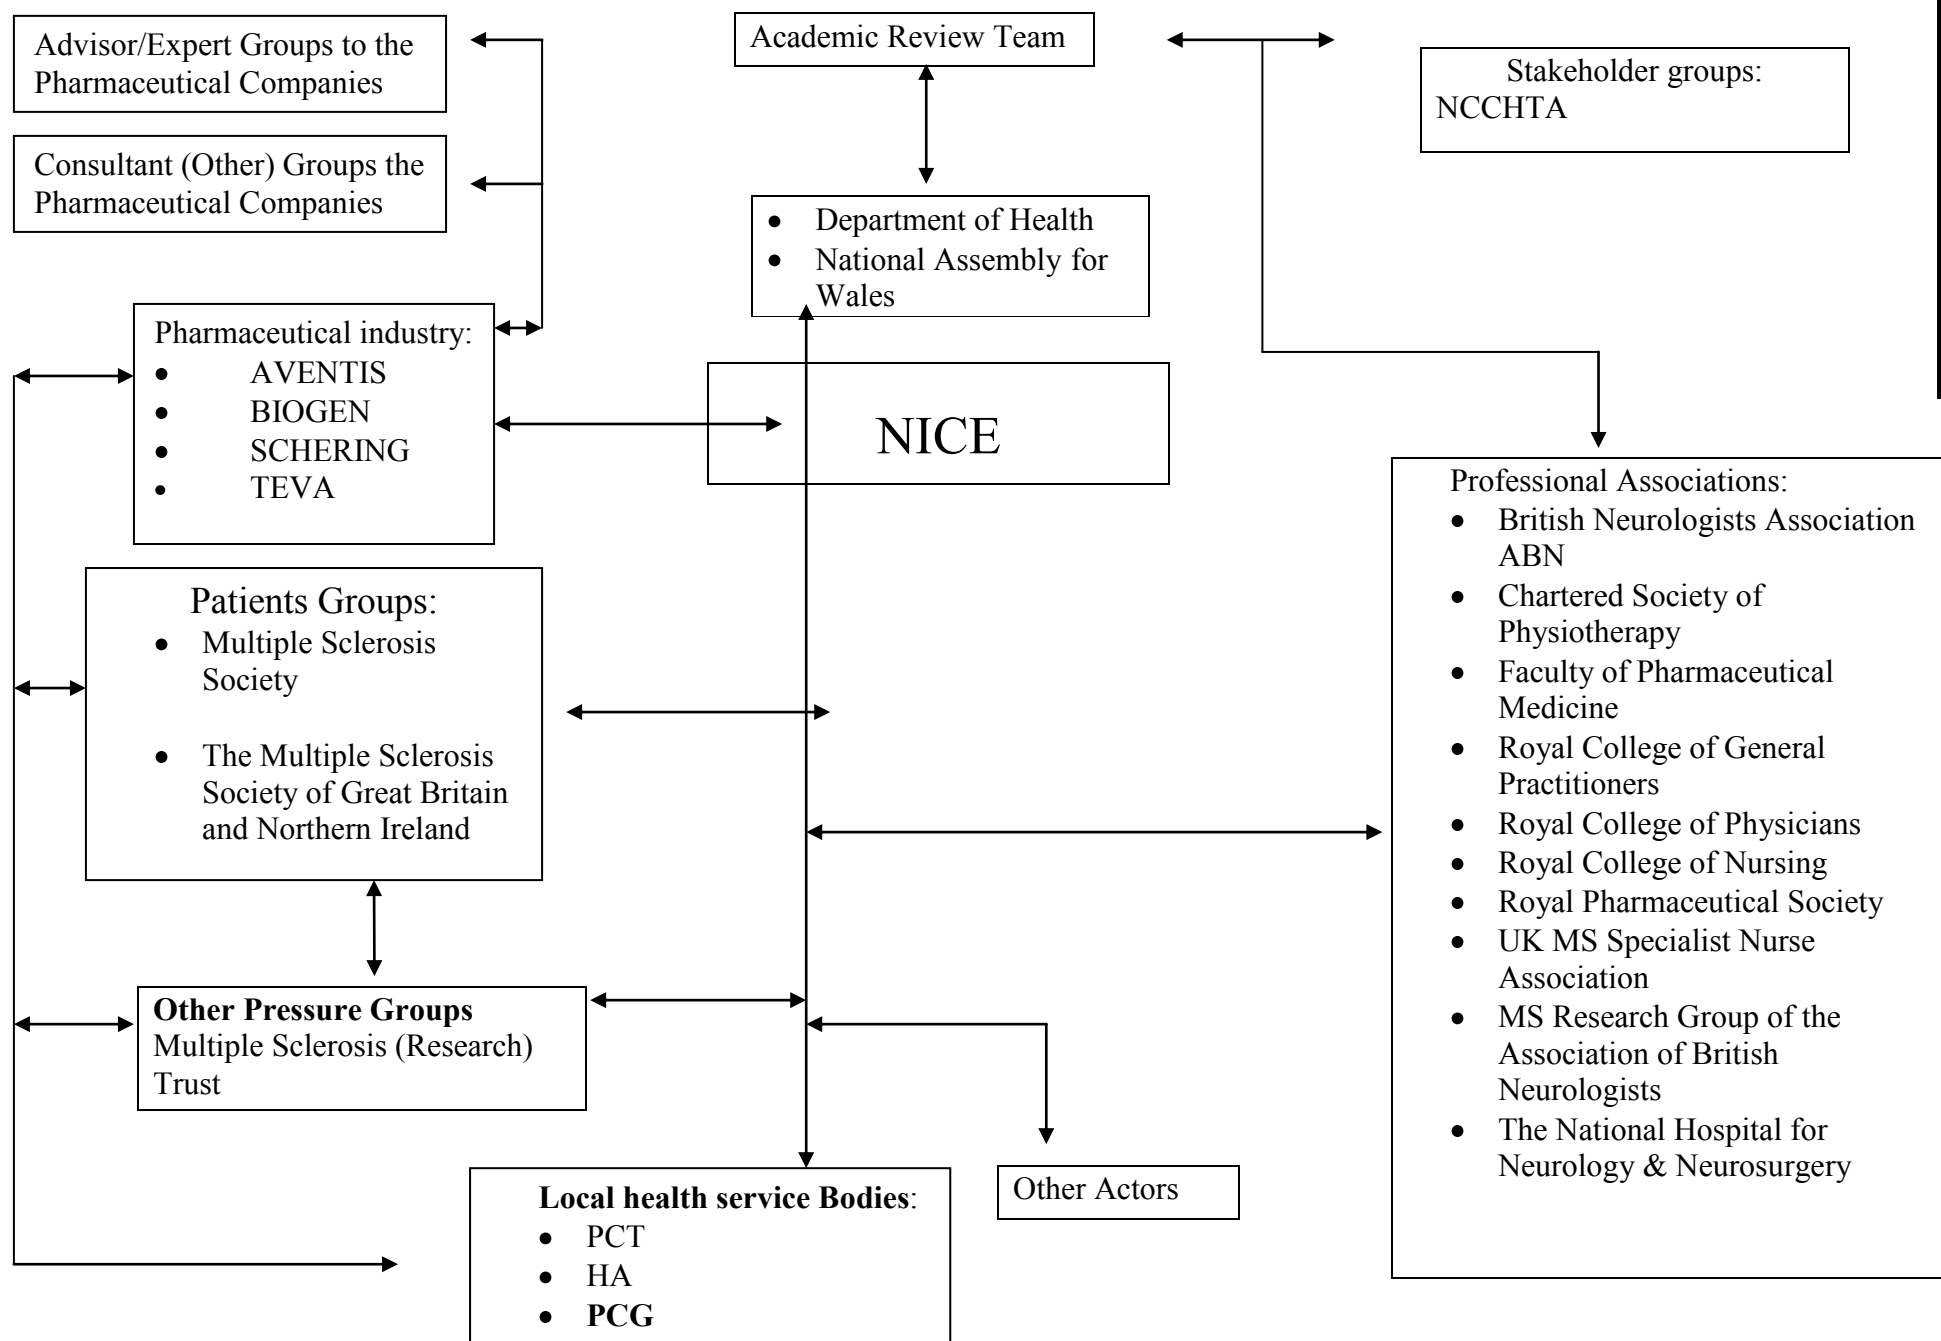 Advisor/Expert Groups to the
Pharmaceutical Companies
Academic Review Team
Stakeholder groups:
NCCHTA
Consultant (Other) Groups the
Pharmaceutical Companies
• Department of Health
• National Assembly for
Wales
Pharmaceutical industry:
• AVENTIS
• BIOGEN
• SCHERING
• TEVA
NICE
Patients Groups:
• Multiple Sclerosis
Society
• The Multiple Sclerosis
Society of Great Britain
and Northern Ireland
Professional Associations:
• British Neurologists Association
ABN
• Chartered Society of
Physiotherapy
• Faculty of Pharmaceutical
Medicine
• Royal College of General
Practitioners
• Royal College of Physicians
• Royal College of Nursing
• Royal Pharmaceutical Society
• UK MS Specialist Nurse
Association
• MS Research Group of the
Association of British
Neurologists
• The National Hospital for
Neurology & Neurosurgery
Other Pressure Groups
Multiple Sclerosis (Research)
Trust
Local health service Bodies:
• PCT
• HA
• PCG
Other Actors